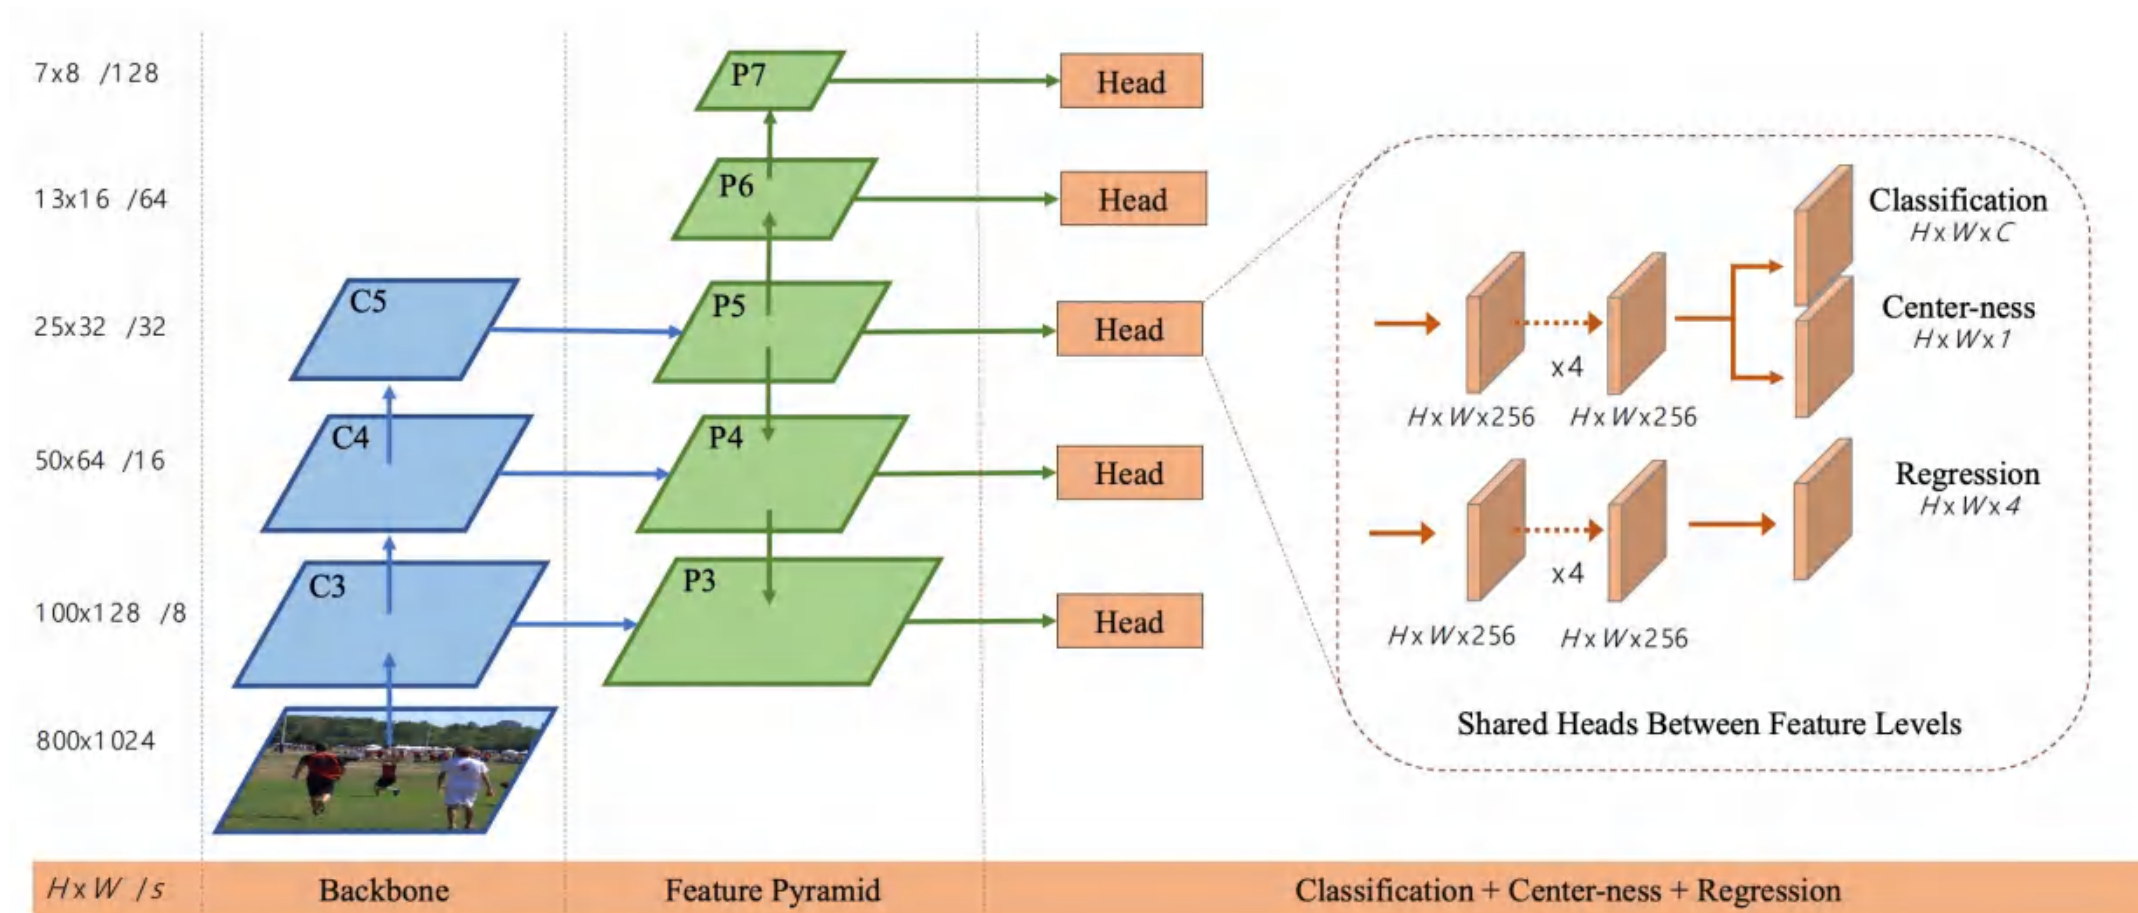 7x8 /128
P7
Head
13x16 /64
P6
Head
Classification
HxWxC
C5
25x32 /32
P5
Head
Center-ness
HxWx1
x4
HxWx256
HxWx256
C4
50x64 /16
P4
Head
Regression
HxWx4
x4
HxWx256
HxWx256
C3
100x128 /8
P3
Head
Shared Heads Between Feature Levels
800x1024
HxW /s
Backbone
Feature Pyramid
Classification + Center-ness + Regression